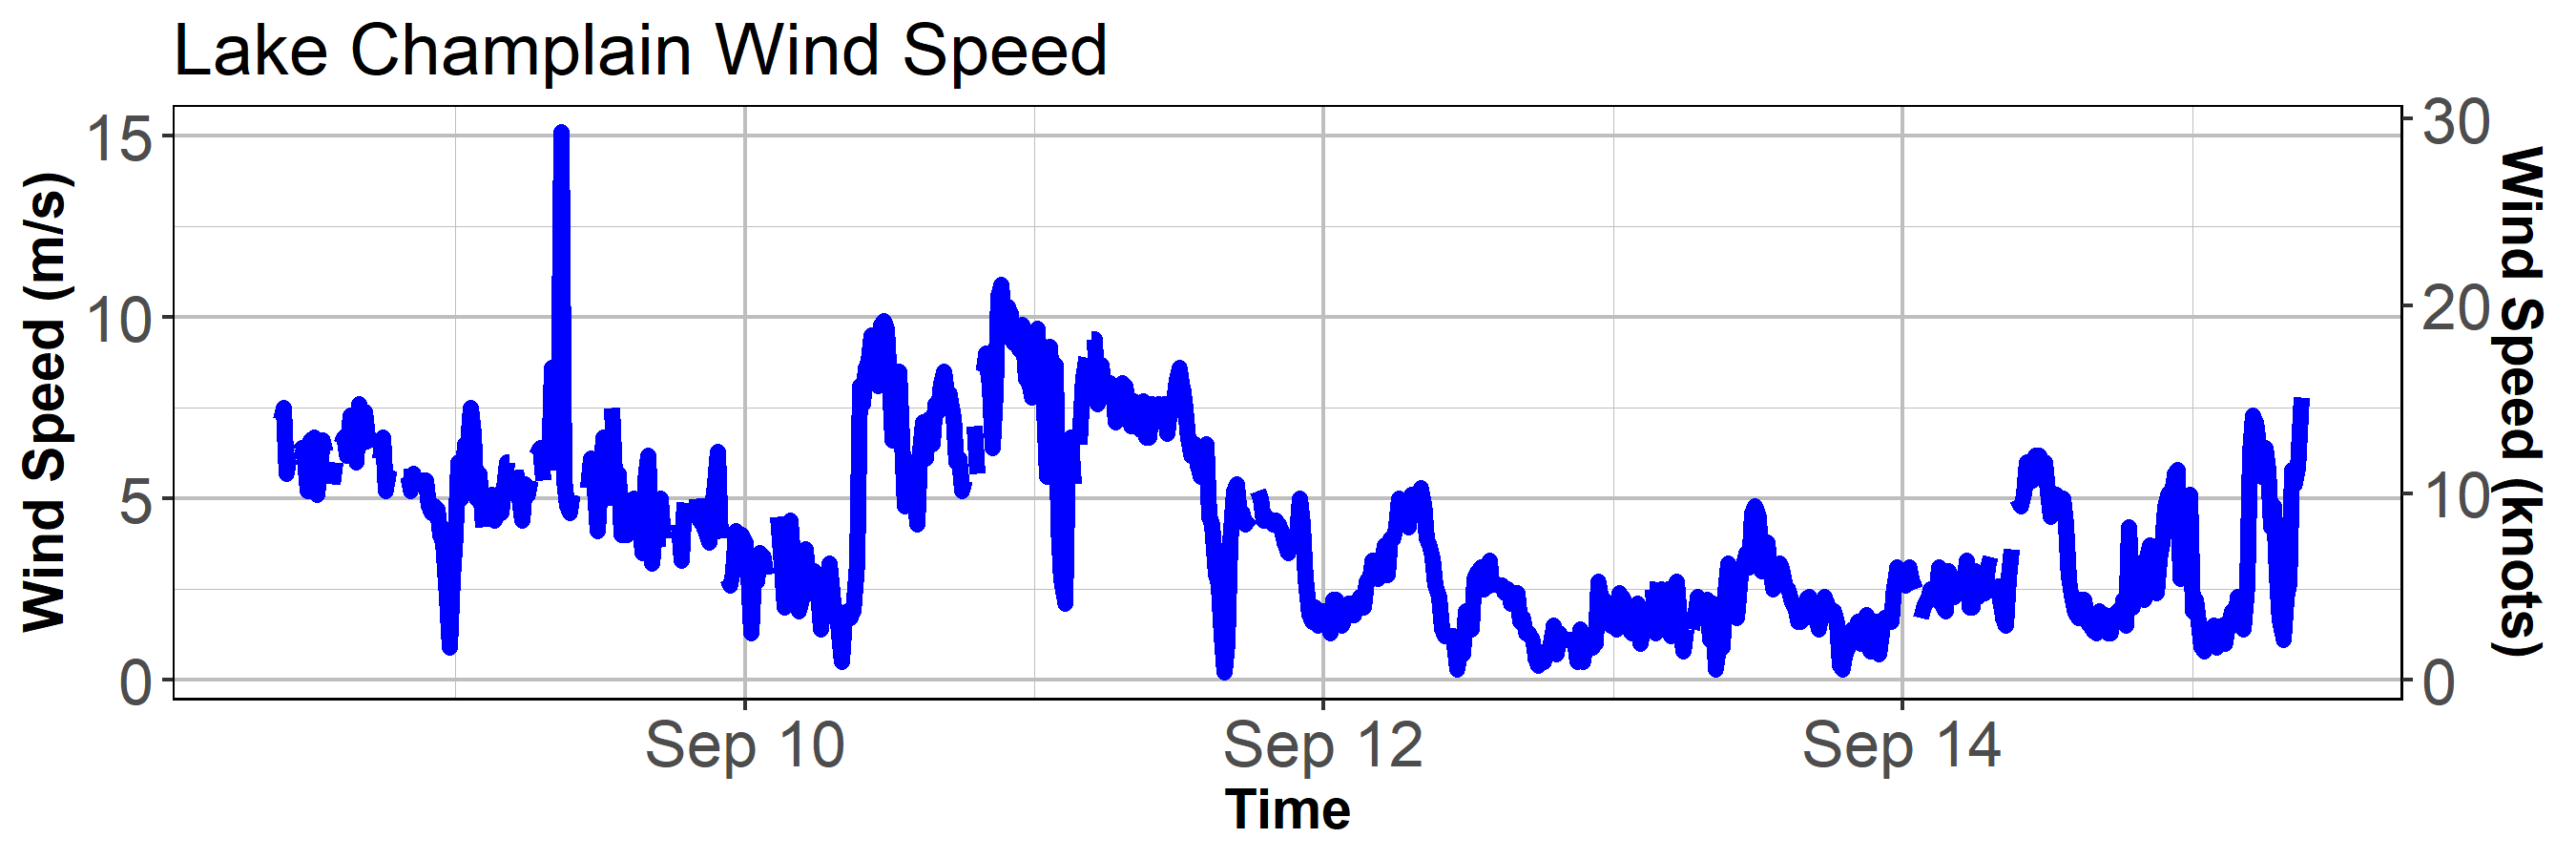 Lake Champlain Wind Speed
Wind Speed (m/s)
15
10
5
0
30
20
10
0
Wind Speed (knots)
Sep 10
Sep 12
Sep 14
Time